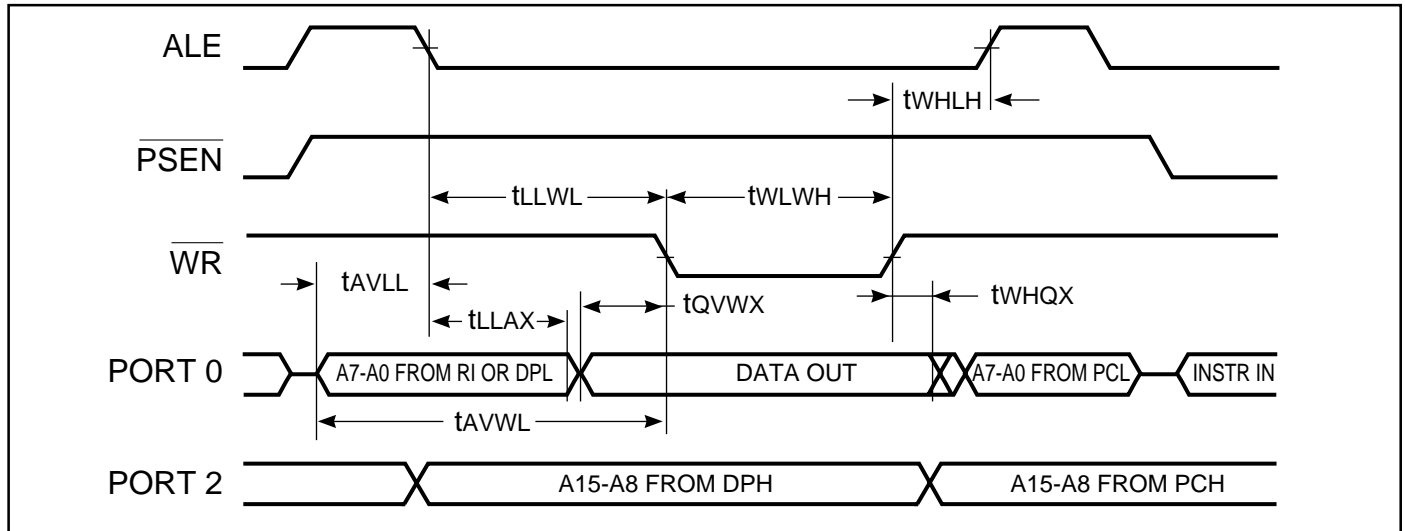 ALE
tWHLH
PSEN
tLLWL
tWLWH
WR
tAVLL
tQVWX
tWHQX
tLLAX
PORT 0
A7-A0 FROM RI OR DPL
DATA OUT
A7-A0 FROM PCL
INSTR IN
tAVWL
PORT 2
A15-A8 FROM DPH
A15-A8 FROM PCH